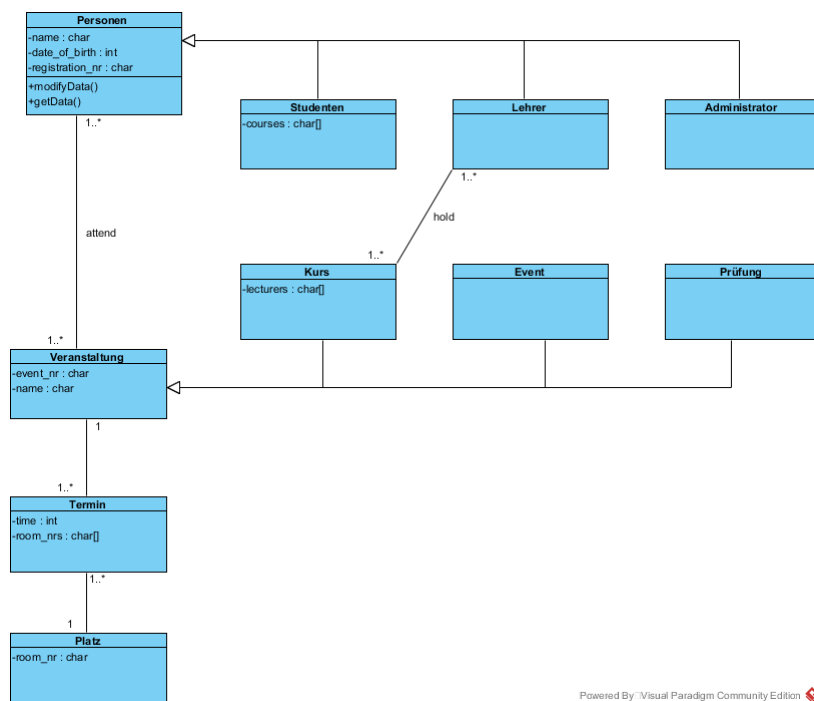 Personen
-name : char
-date_of_birth : int
-registration_nr : char
+modifyData()
+getData()
Studenten
-courses : char[]
Lehrer
Administrator
1..*
1..*
hold
attend
1..*
Kurs
-lecturers : char[]
Event
Prüfung
1..*
Veranstaltung
-event_nr : char
-name : char
1
1..*
Termin
-time : int
-room_nrs : char[]
1..*
1
Platz
-room_nr : char
Powered By Visual Paradigm Community Edition